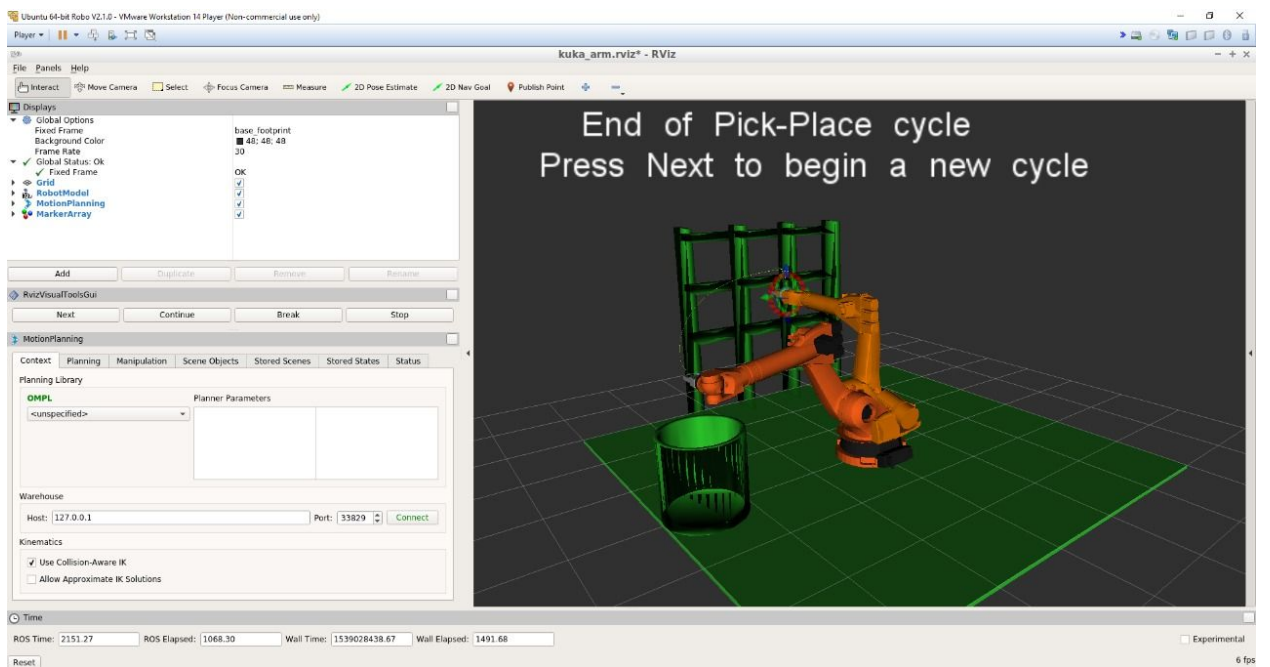 Ubuntu 64-bit Robo V2.1.0 - VMware Workstation 14 Player (Non-commercial use only)
Player
kuka_arm.rviz* - RViz
File Panels Help
Interact Move Camera Select Focus Camera Measure 2D Pose Estimate 2D Nav Goal Publish Point
Displays
Global Options
Fixed Frame base_footprint
Background Color 48; 48; 48
Frame Rate 30
Global Status: Ok
Fixed Frame OK
Grid
RobotModel
MotionPlanning
MarkerArray
Add Duplicate Remove Rename
RvizVisualToolsGui
Next Continue Break Stop
MotionPlanning
Context Planning Manipulation Scene Objects Stored Scenes Stored States Status
Planning Library
OMPL Planner Parameters
<unspecified>
Warehouse
Host: 127.0.0.1 Port: 33829 Connect
Kinematics
Use Collision-Aware IK
Allow Approximate IK Solutions
End of Pick-Place cycle
Press Next to begin a new cycle
Time
ROS Time: 2151.27 ROS Elapsed: 1068.30 Wall Time: 1539028438.67 Wall Elapsed: 1491.68 Experimental
Reset 6 fps